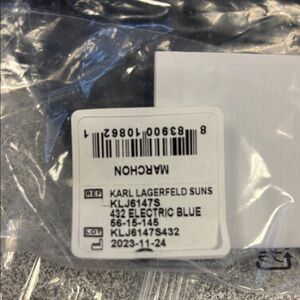 8 83900 10862 1
MARCHON
REF KARL LAGERFELD SUNS
KLJ6147S
432 ELECTRIC BLUE
56-15-145
LOT KLJ6147S432
2023-11-24